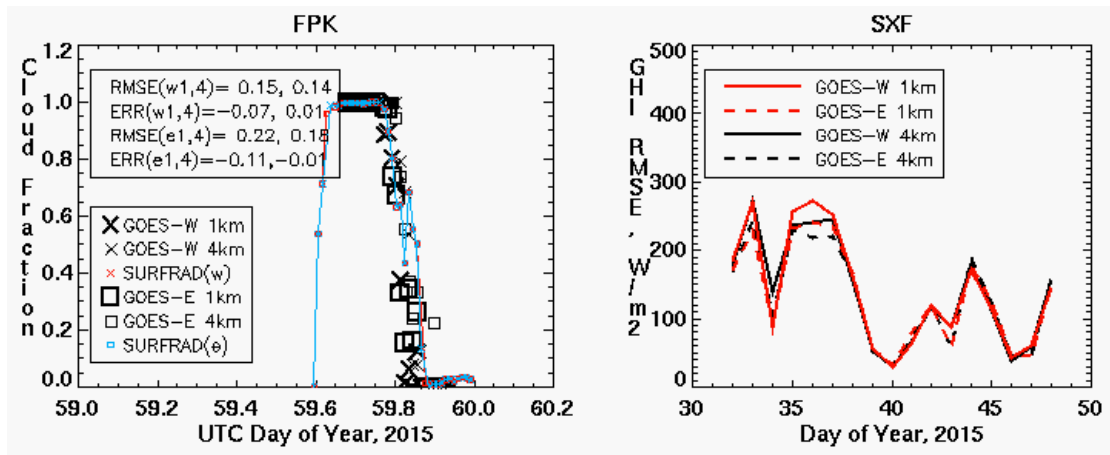 FPK
Cloud Fraction
1.2
1.0
0.8
0.6
0.4
0.2
0.0
RMSE(w1,4)= 0.15, 0.14
ERR(w1,4)=-0.07, 0.01
RMSE(e1,4)= 0.22, 0.18
ERR(e1,4)=-0.11,-0.01
GOES-W 1km
GOES-W 4km
SURFRAD(w)
GOES-E 1km
GOES-E 4km
SURFRAD(e)
59.0 59.2 59.4 59.6 59.8 60.0 60.2
UTC Day of Year, 2015
SXF
GHI RMSE, W/m2
500
400
300
200
100
0
GOES-W 1km
GOES-E 1km
GOES-W 4km
GOES-E 4km
30 35 40 45 50
Day of Year, 2015